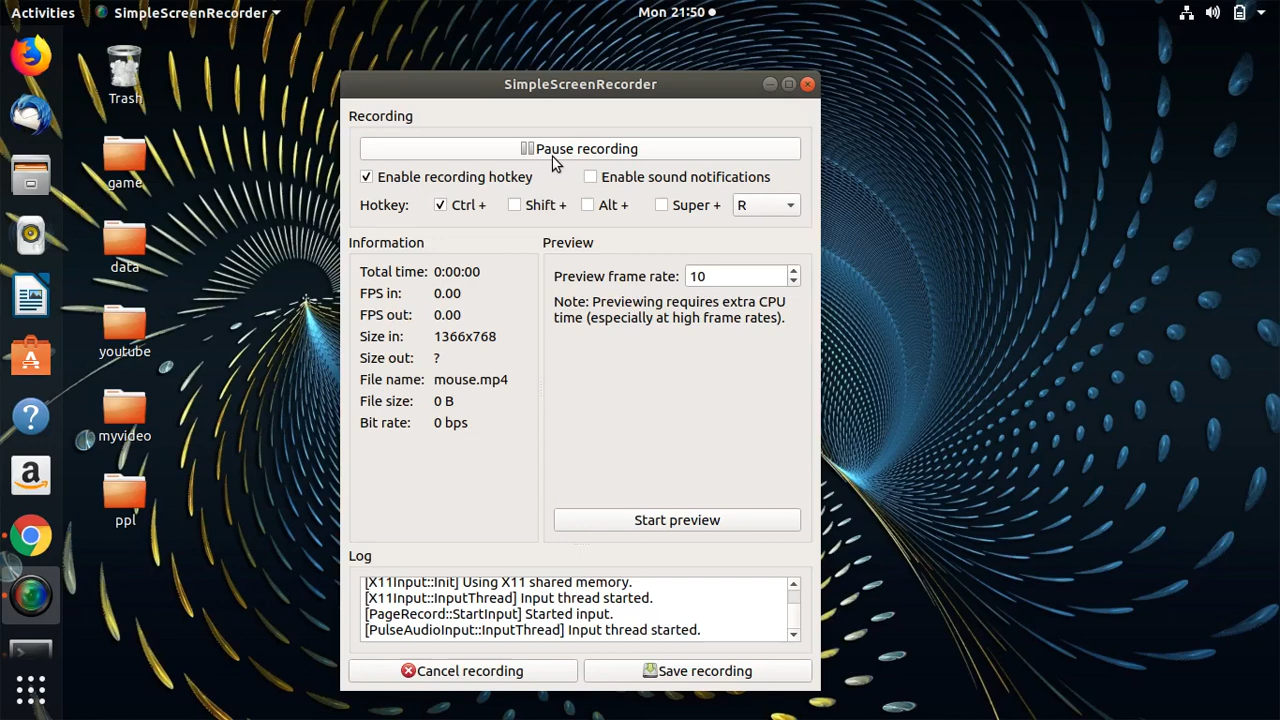 Activities
SimpleScreenRecorder
Mon 21:50
Trash
game
data
youtube
myvideo
ppl
SimpleScreenRecorder
Recording
Pause recording
Enable recording hotkey
Enable sound notifications
Hotkey:
Ctrl +
Shift +
Alt +
Super +
R
Information
Total time: 0:00:00
FPS in: 0.00
FPS out: 0.00
Size in: 1366x768
Size out: ?
File name: mouse.mp4
File size: 0 B
Bit rate: 0 bps
Preview
Preview frame rate: 10
Note: Previewing requires extra CPU
time (especially at high frame rates).
Start preview
Log
[X11Input::Init] Using X11 shared memory.
[X11Input::InputThread] Input thread started.
[PageRecord::StartInput] Started input.
[PulseAudioInput::InputThread] Input thread started.
Cancel recording
Save recording